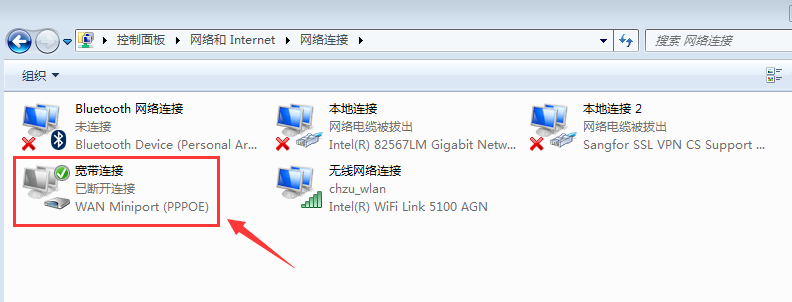 控制面板 网络和 Internet 网络连接 搜索 网络连接
组织
Bluetooth 网络连接
未连接
Bluetooth Device (Personal Ar...
本地连接
网络电缆被拔出
Intel(R) 82567LM Gigabit Netw...
本地连接 2
网络电缆被拔出
Sangfor SSL VPN CS Support ...
宽带连接
已断开连接
WAN Miniport (PPPOE)
无线网络连接
chzu_wlan
Intel(R) WiFi Link 5100 AGN